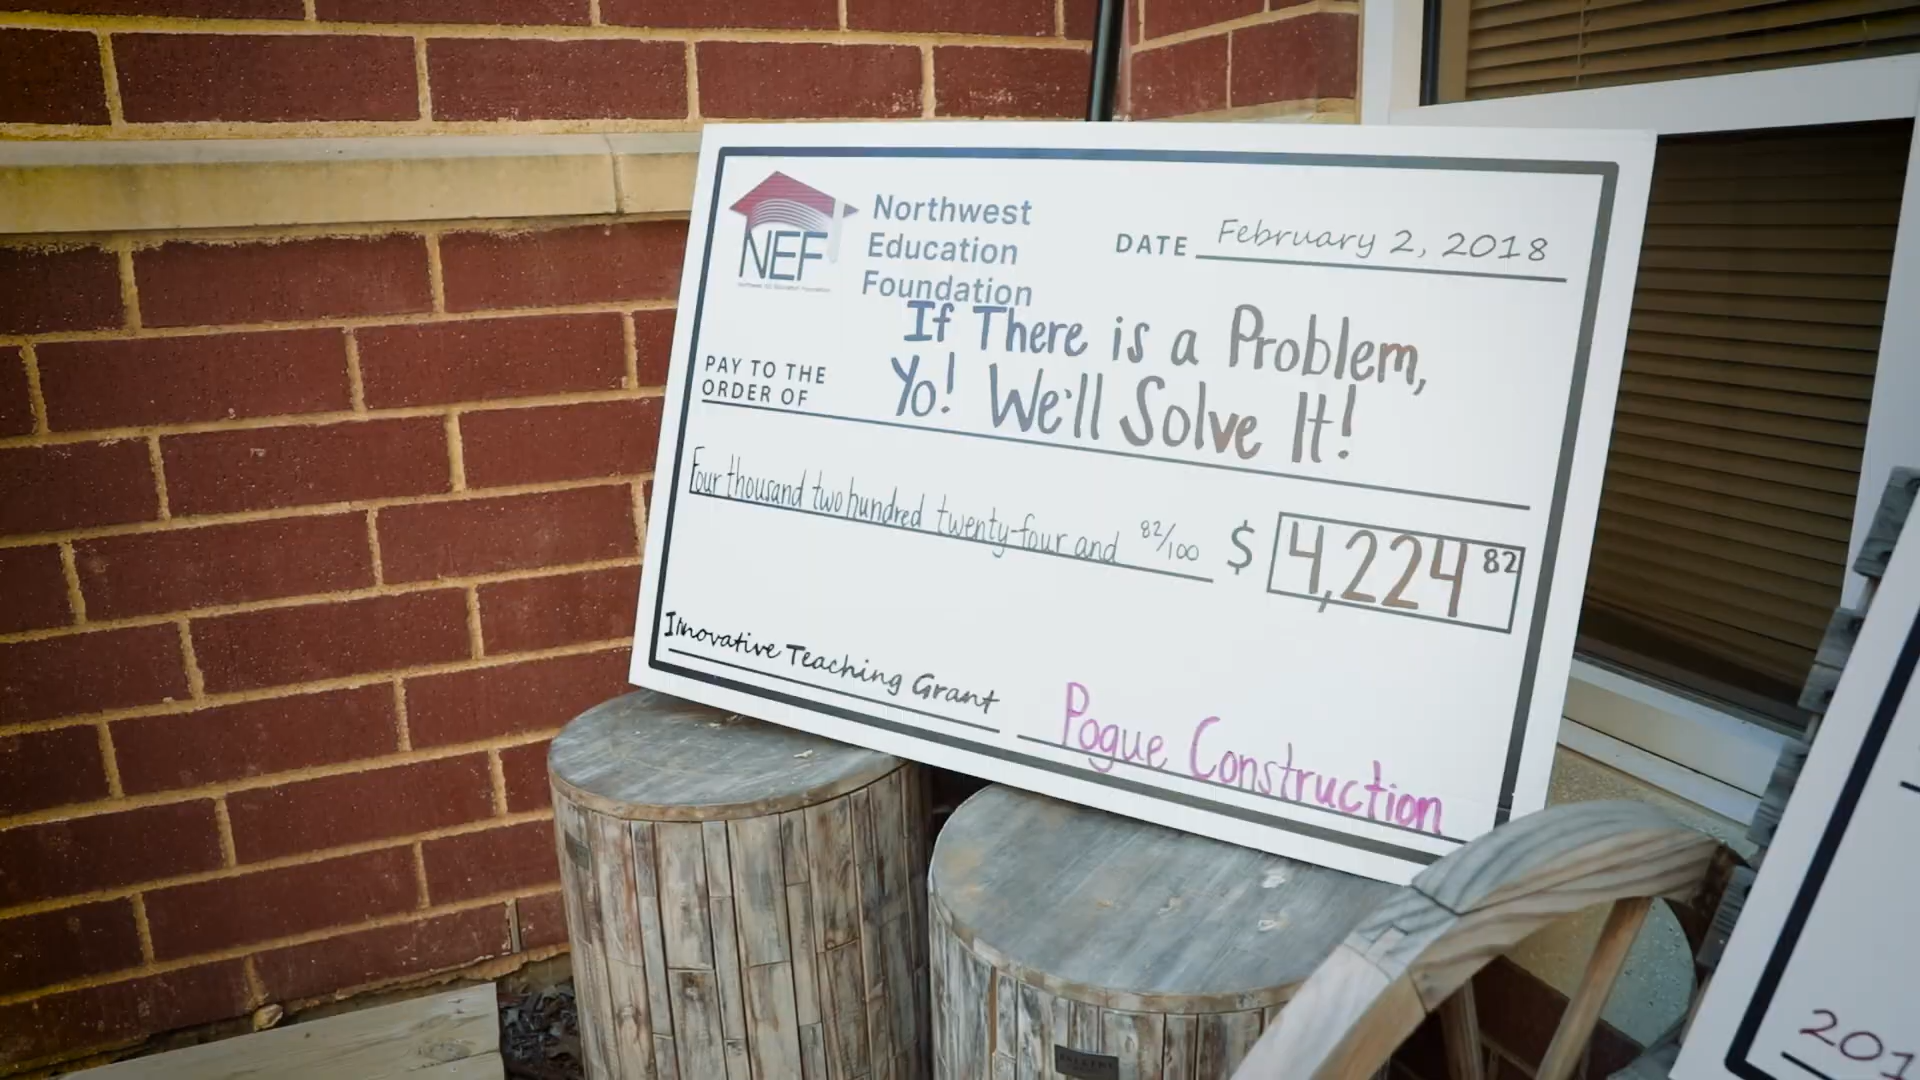 NEF
Northwest
Education
Foundation
DATE February 2, 2018
PAY TO THE
ORDER OF
If There is a Problem,
Yo! We'll Solve It!
Four thousand two hundred twenty-four and 82/100 $ 4,224 82
Innovative Teaching Grant
Pogue Construction
201